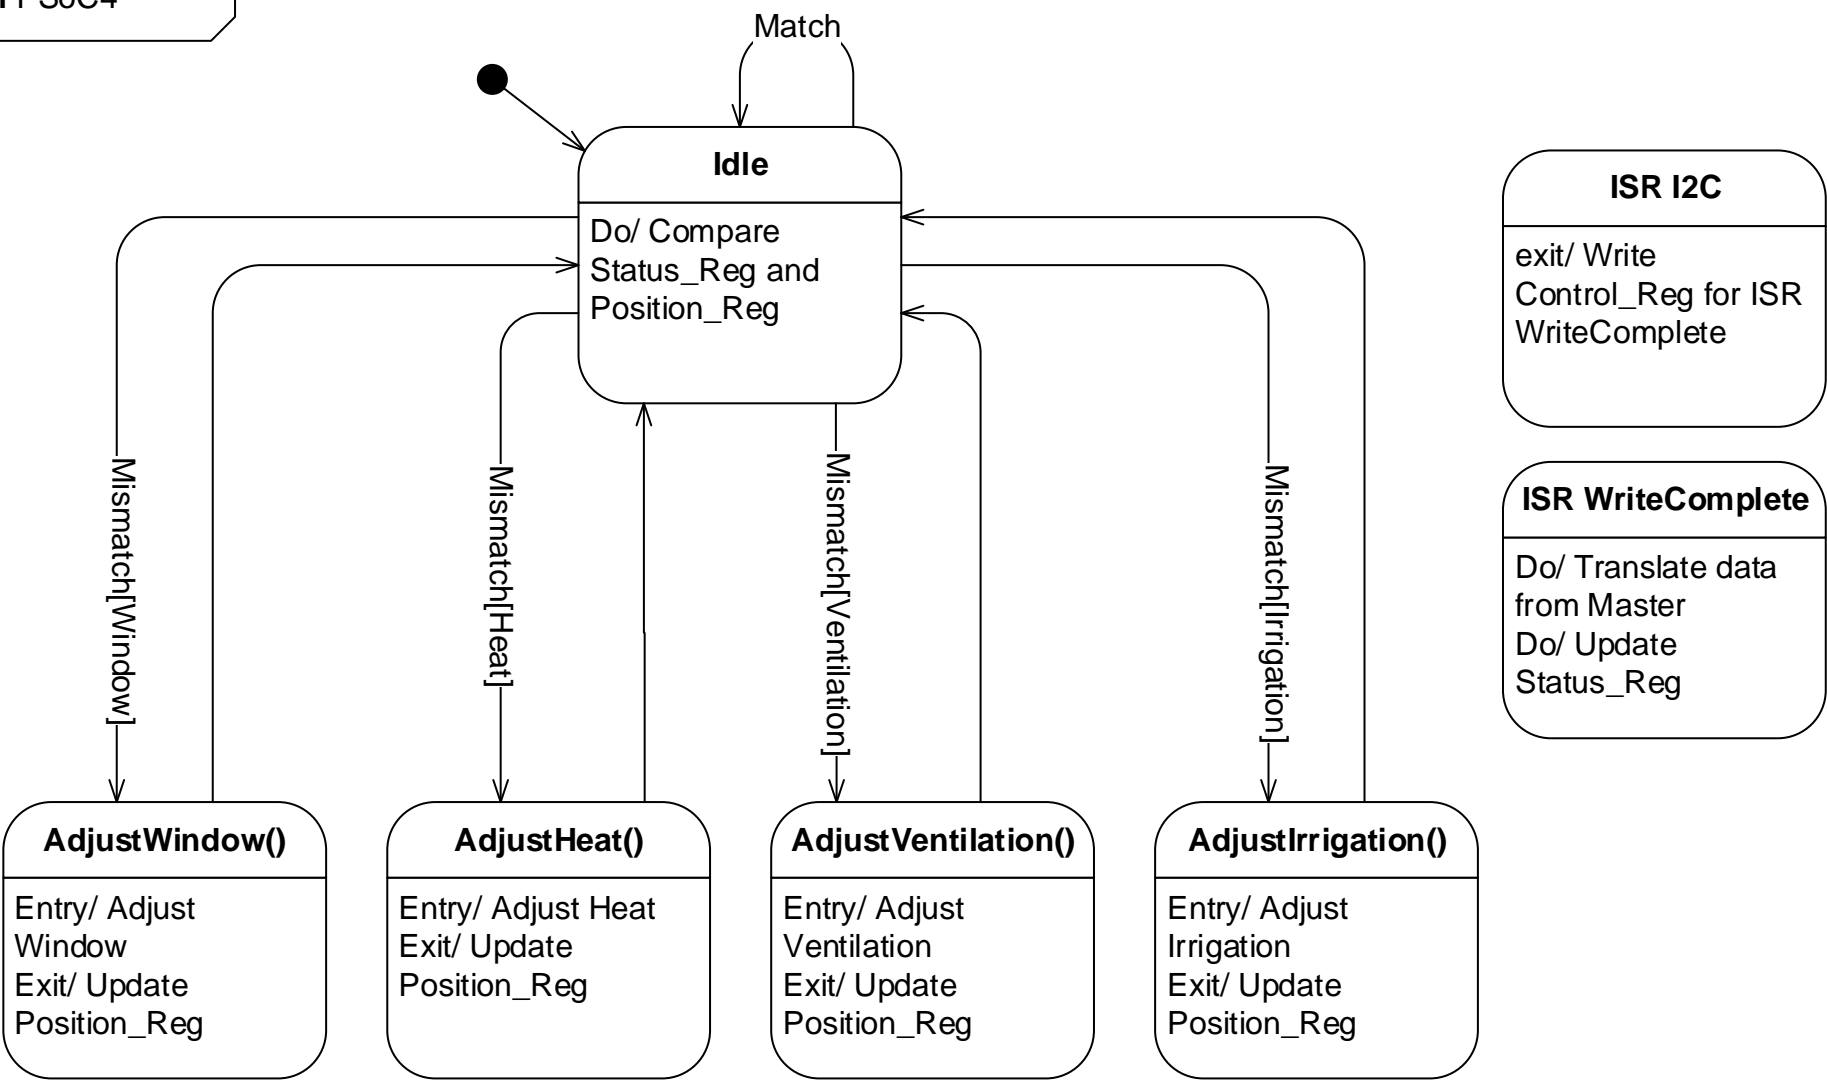 PSoC4
Match
Idle
Do/ Compare
Status_Reg and
Position_Reg
ISR I2C
exit/ Write
Control_Reg for ISR
WriteComplete
ISR WriteComplete
Do/ Translate data
from Master
Do/ Update
Status_Reg
Mismatch[Window]
Mismatch[Heat]
Mismatch[Ventilation]
Mismatch[Irrigation]
AdjustWindow()
Entry/ Adjust
Window
Exit/ Update
Position_Reg
AdjustHeat()
Entry/ Adjust Heat
Exit/ Update
Position_Reg
AdjustVentilation()
Entry/ Adjust
Ventilation
Exit/ Update
Position_Reg
AdjustIrrigation()
Entry/ Adjust
Irrigation
Exit/ Update
Position_Reg